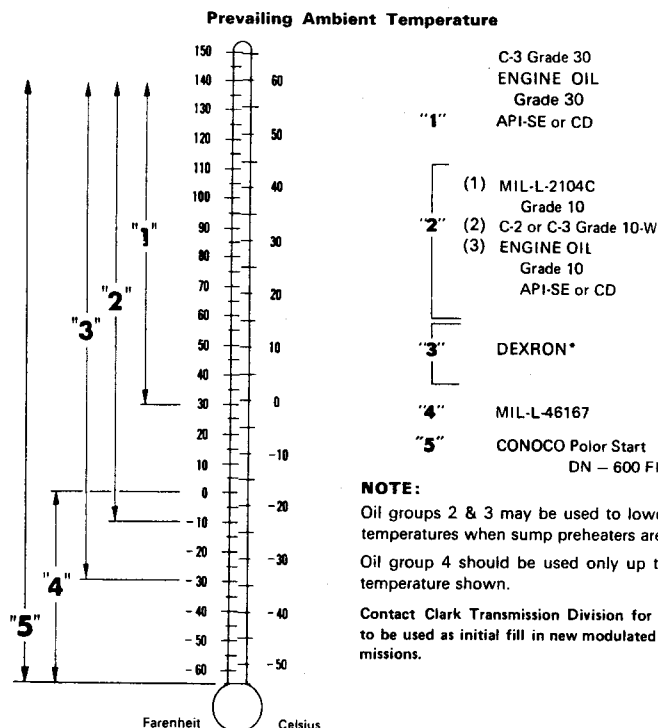 Prevailing Ambient Temperature
150
140
130
120
110
100
90
80
70
60
50
40
30
20
10
0
-10
-20
-30
-40
-50
-60
60
50
40
30
20
10
0
-10
-20
-30
-40
-50
Farenheit
Celsius
"1"
"2"
"3"
"4"
"5"
C-3 Grade 30
ENGINE OIL
Grade 30
"1" API-SE or CD
(1) MIL-L-2104C
Grade 10
"2" (2) C-2 or C-3 Grade 10-W
(3) ENGINE OIL
Grade 10
API-SE or CD
"3" DEXRON*
"4" MIL-L-46167
"5" CONOCO Polor Start
DN – 600 Fl
NOTE:
Oil groups 2 & 3 may be used to lower
temperatures when sump preheaters are
Oil group 4 should be used only up t
temperature shown.
Contact Clark Transmission Division for
to be used as initial fill in new modulated
missions.